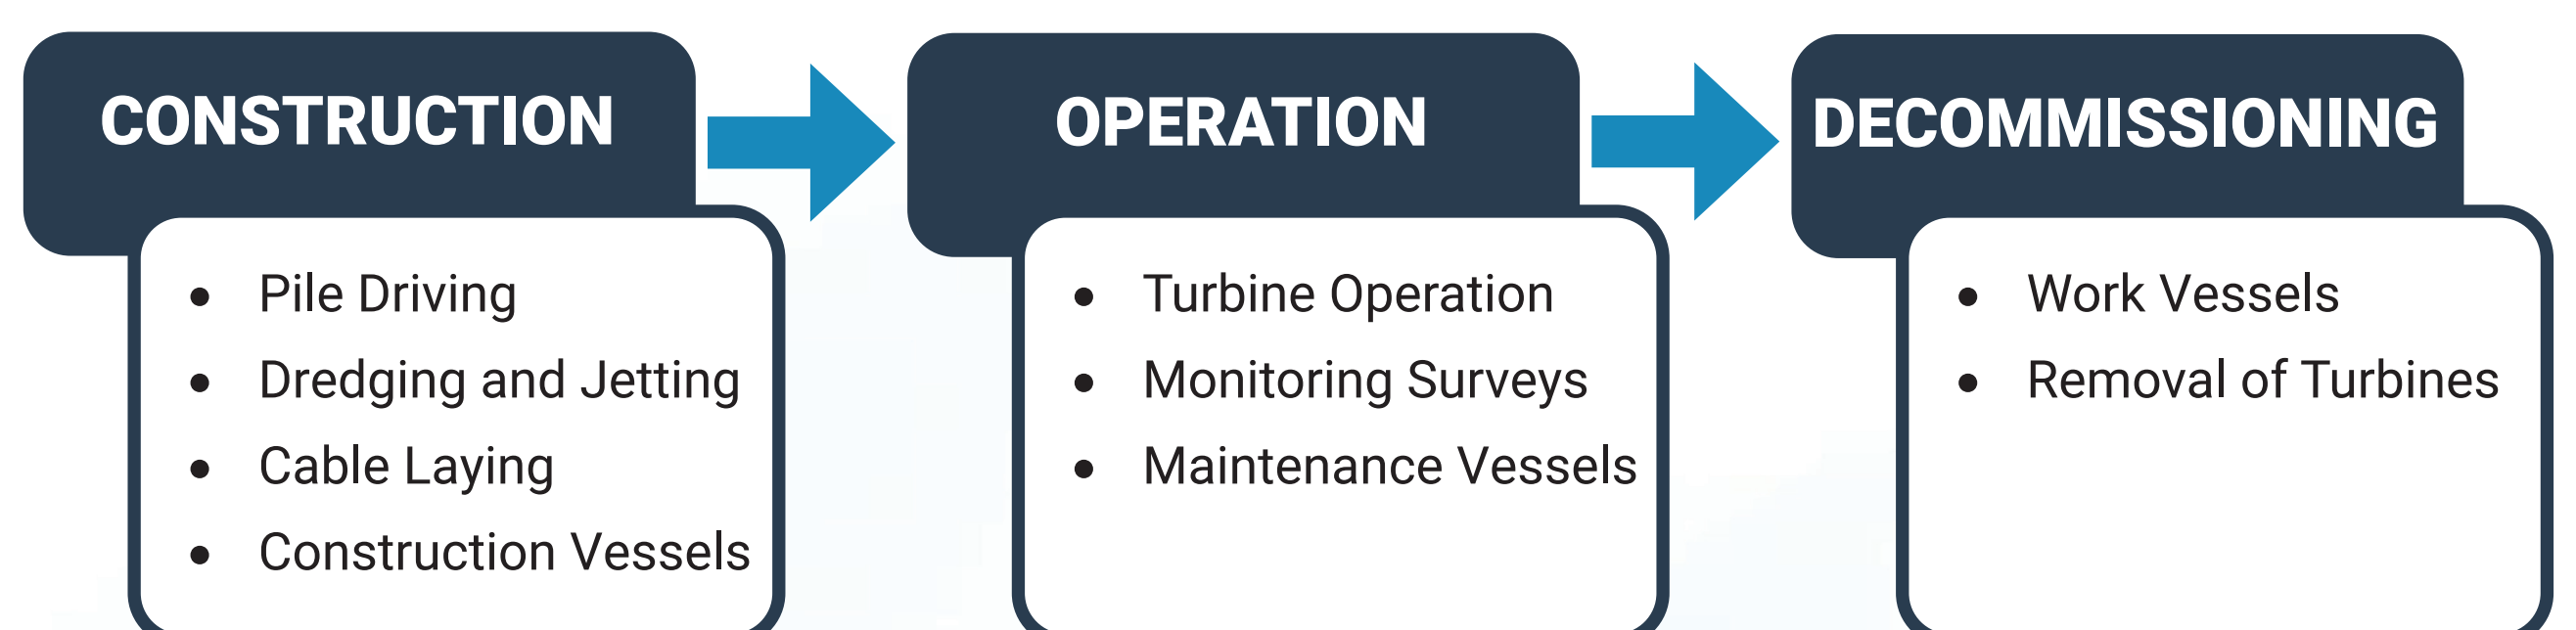 CONSTRUCTION
• Pile Driving
• Dredging and Jetting
• Cable Laying
• Construction Vessels
OPERATION
• Turbine Operation
• Monitoring Surveys
• Maintenance Vessels
DECOMMISSIONING
• Work Vessels
• Removal of Turbines